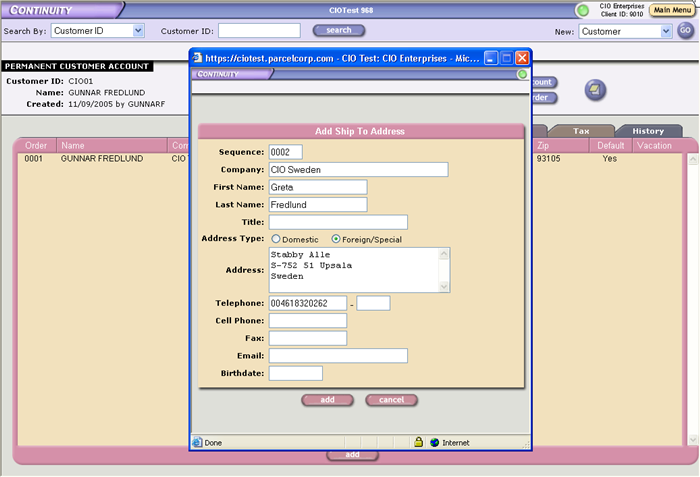 CONTINUITY
CIOTest 968
CIO Enterprises
Client ID: 9010
Main Menu
Search By:
Customer ID
Customer ID:
search
New:
Customer
GO
https://ciotest.parcelcorp.com - CIO Test: CIO Enterprises - Mic...
CONTINUITY
PERMANENT CUSTOMER ACCOUNT
Customer ID: CIO01
Name: GUNNAR FREDLUND
Created: 11/09/2005 by GUNNARF
Tax
History
Order
Name
Zip
Default
Vacation
0001
GUNNAR FREDLUND
93105
Yes
Add Ship To Address
Sequence: 0002
Company: CIO Sweden
First Name: Greta
Last Name: Fredlund
Title:
Address Type: Domestic Foreign/Special
Address:
Stabby Alle
S-752 51 Upsala
Sweden
Telephone: 004618320262 -
Cell Phone:
Fax:
Email:
Birthdate:
add
cancel
Done
Internet
add